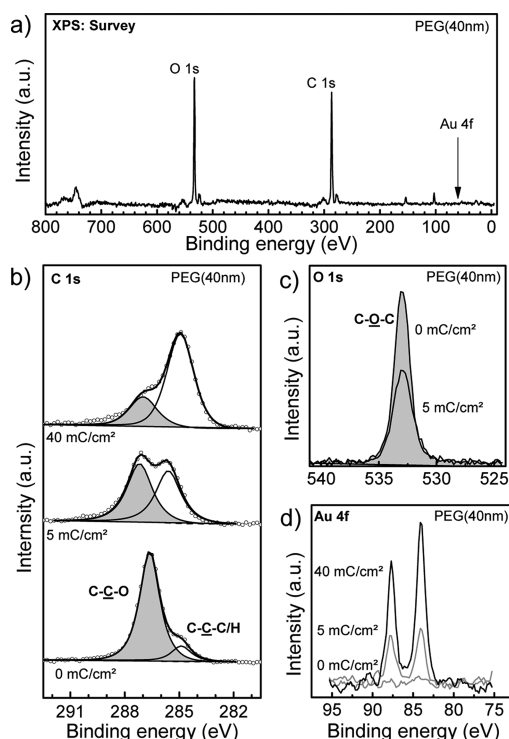 a)
XPS: Survey
PEG(40nm)
O 1s
C 1s
Au 4f
Intensity (a.u.)
800 700 600 500 400 300 200 100 0
Binding energy (eV)
b)
C 1s
PEG(40nm)
40 mC/cm²
5 mC/cm²
C-C-O
C-C-C/H
0 mC/cm²
Internsity (a.u.)
291 288 285 282
Binding energy (eV)
c)
O 1s
PEG(40nm)
C-O-C
0 mC/cm²
5 mC/cm²
Intensity (a.u.)
540 535 530 525
d)
Au 4f
PEG(40nm)
40 mC/cm²
5 mC/cm²
0 mC/cm²
Intensity (a.u.)
95 90 85 80 75
Binding energy (eV)